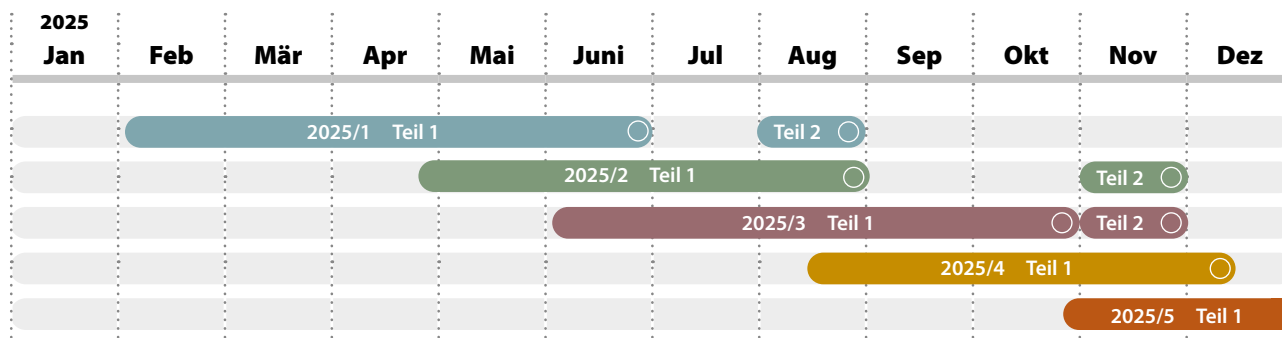 2025
Jan Feb Mär Apr Mai Juni Jul Aug Sep Okt Nov Dez
2025/1 Teil 1 Teil 2
2025/2 Teil 1 Teil 2
2025/3 Teil 1 Teil 2
2025/4 Teil 1
2025/5 Teil 1